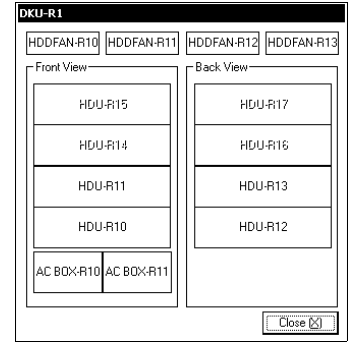 DKU-R1
HDDFAN-R10 HDDFAN-R11 HDDFAN-R12 HDDFAN-R13
Front View
HDU-R15
HDU-R14
HDU-R11
HDU-R10
AC BOX-R10 AC BOX-R11
Back View
HDU-R17
HDU-R16
HDU-R13
HDU-R12
Close